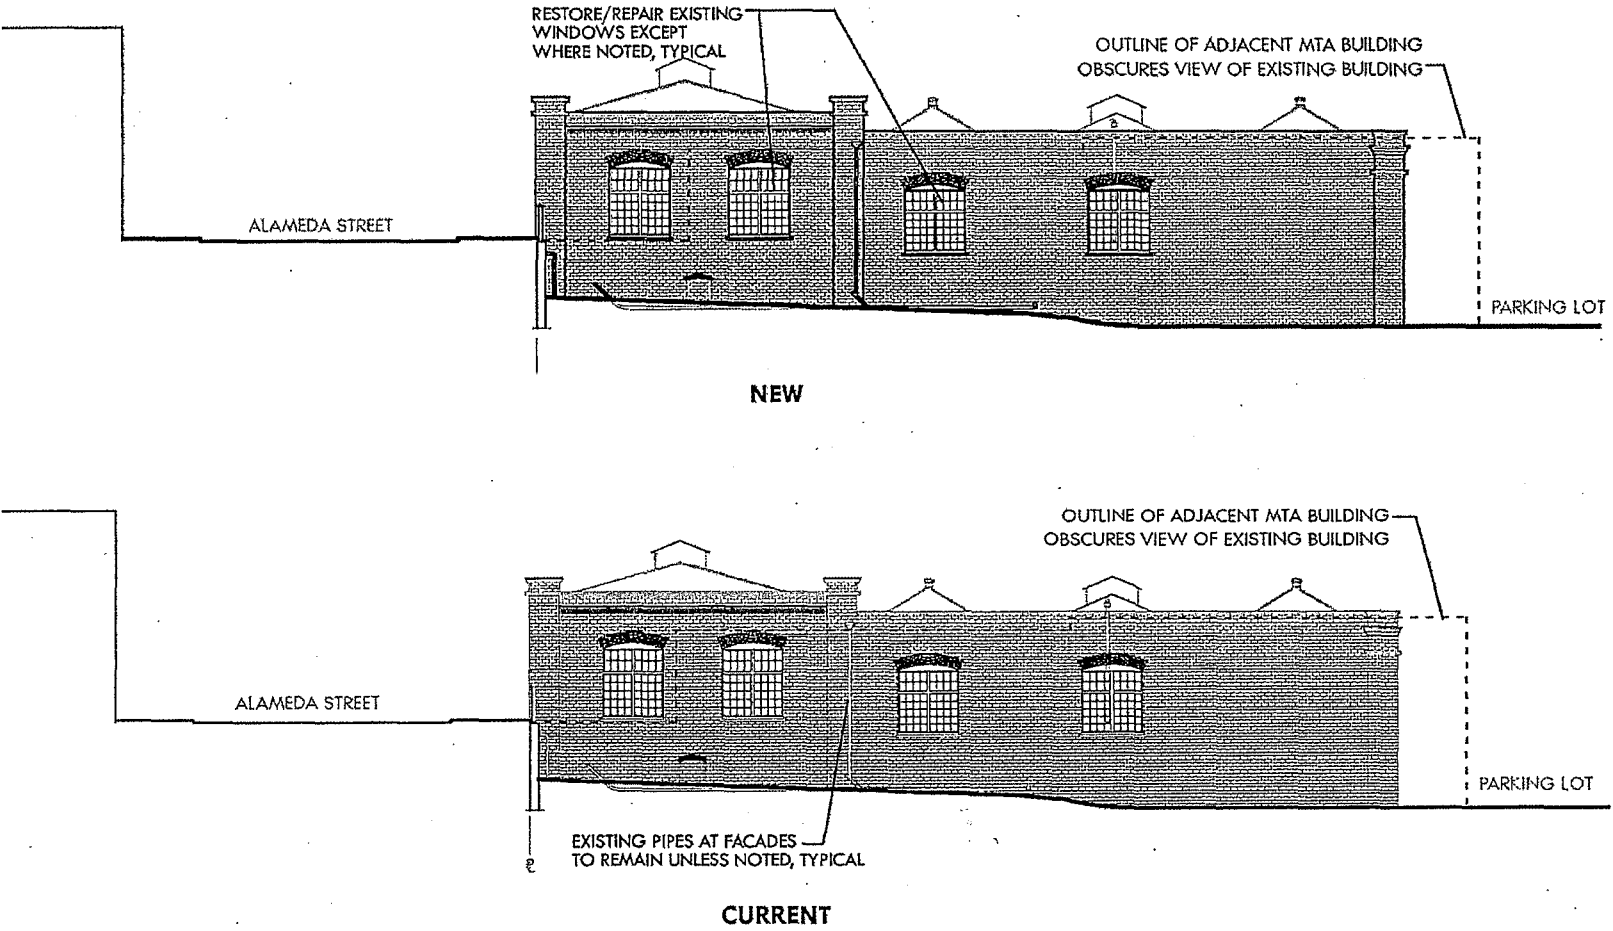 RESTORE/REPAIR EXISTING
WINDOWS EXCEPT
WHERE NOTED, TYPICAL
OUTLINE OF ADJACENT MTA BUILDING
OBSCURES VIEW OF EXISTING BUILDING
ALAMEDA STREET
PARKING LOT
NEW
OUTLINE OF ADJACENT MTA BUILDING
OBSCURES VIEW OF EXISTING BUILDING
ALAMEDA STREET
PARKING LOT
EXISTING PIPES AT FACADES
TO REMAIN UNLESS NOTED, TYPICAL
CURRENT